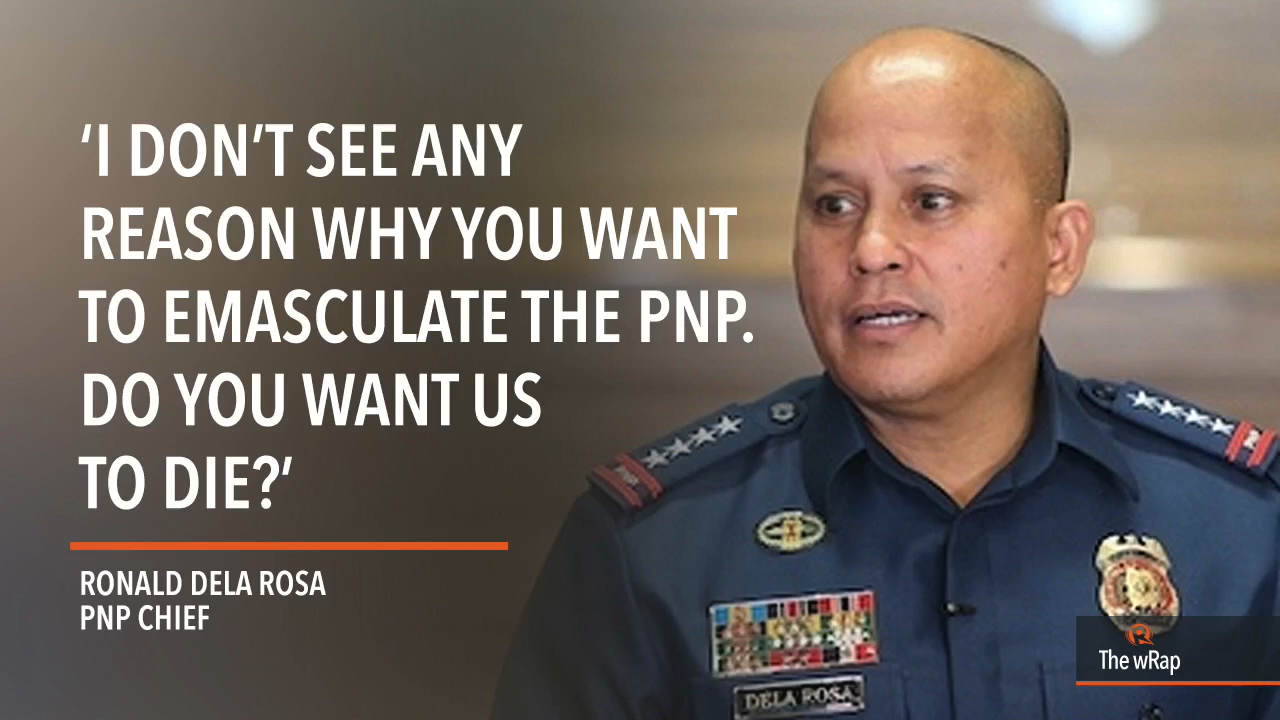 ‘I DON’T SEE ANY
REASON WHY YOU WANT
TO EMASCULATE THE PNP.
DO YOU WANT US
TO DIE?’
RONALD DELA ROSA
PNP CHIEF
DELA ROSA
The wRap